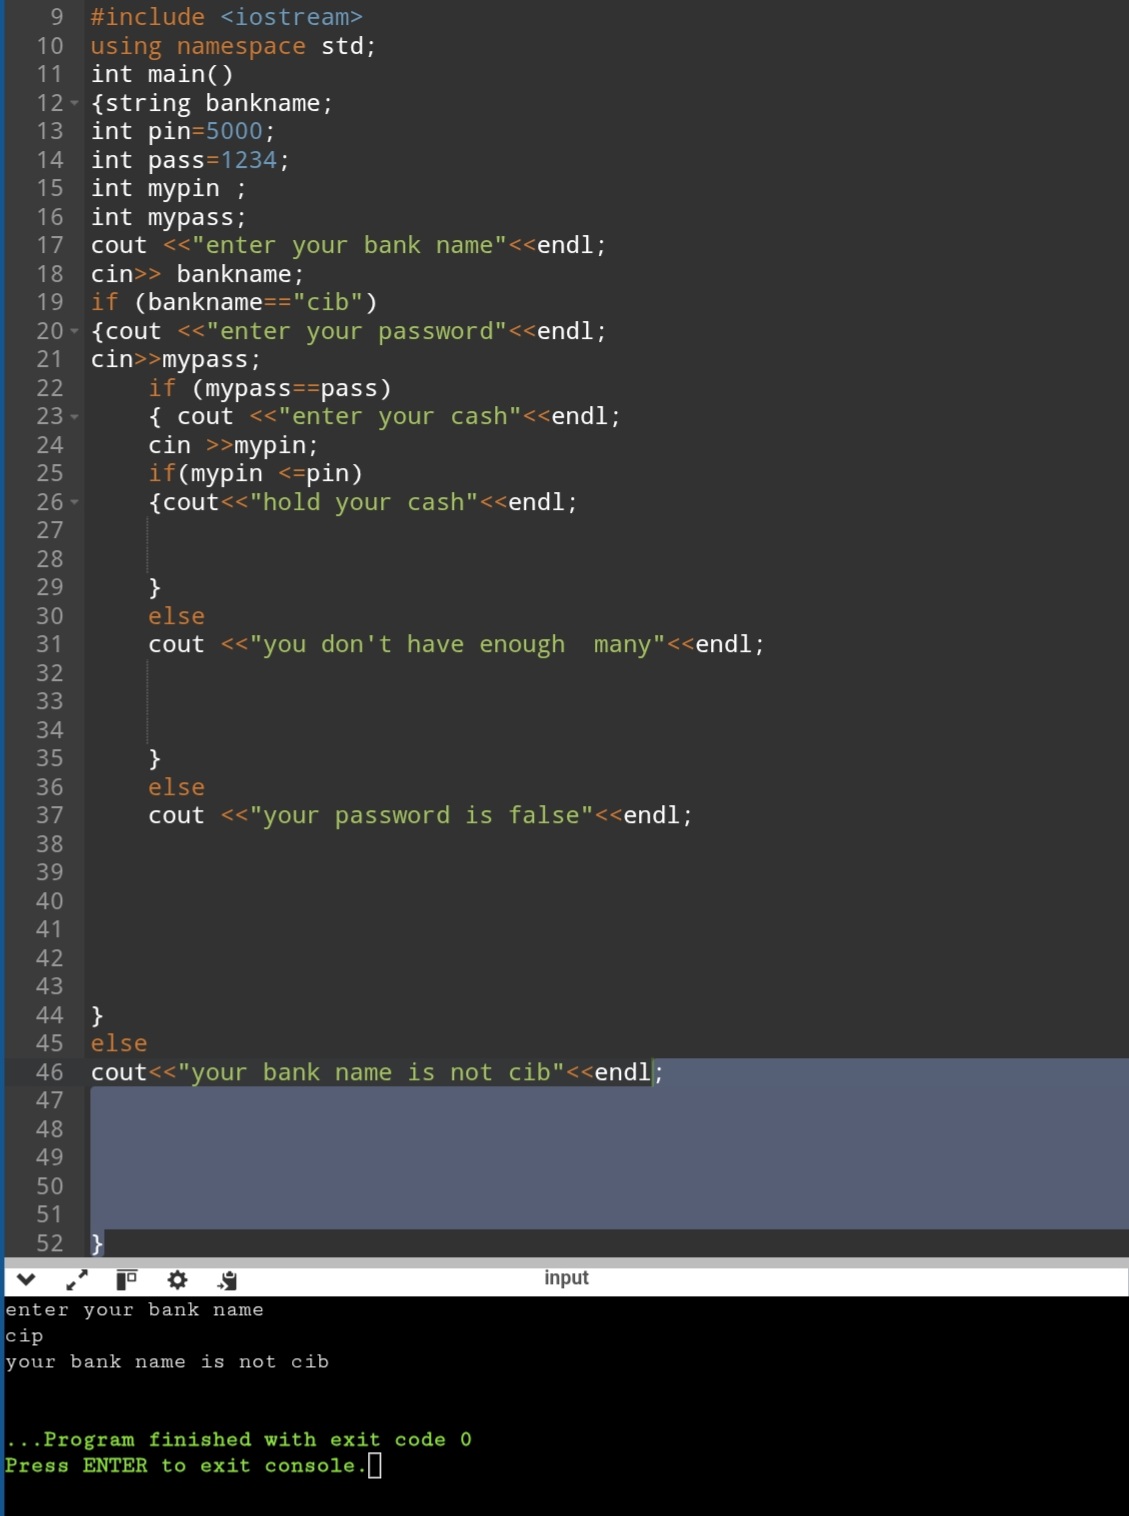 9 #include <iostream>
10 using namespace std;
11 int main()
12 {string bankname;
13 int pin=5000;
14 int pass=1234;
15 int mypin ;
16 int mypass;
17 cout <<"enter your bank name"<<endl;
18 cin>> bankname;
19 if (bankname=="cib")
20 {cout <<"enter your password"<<endl;
21 cin>>mypass;
22     if (mypass==pass)
23     { cout <<"enter your cash"<<endl;
24     cin >>mypin;
25     if(mypin <=pin)
26     {cout<<"hold your cash"<<endl;
27
28
29     }
30     else
31     cout <<"you don't have enough  many"<<endl;
32
33
34
35     }
36     else
37     cout <<"your password is false"<<endl;
38
39
40
41
42
43
44 }
45 else
46 cout<<"your bank name is not cib"<<endl;
47
48
49
50
51
52 }
input
enter your bank name
cip
your bank name is not cib
...Program finished with exit code 0
Press ENTER to exit console.